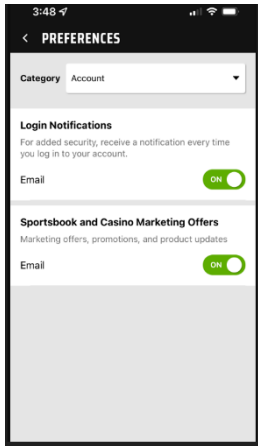 3:48
PREFERENCES
Category Account
Login Notifications
For added security, receive a notification every time
you log in to your account.
Email ON
Sportsbook and Casino Marketing Offers
Marketing offers, promotions, and product updates
Email ON